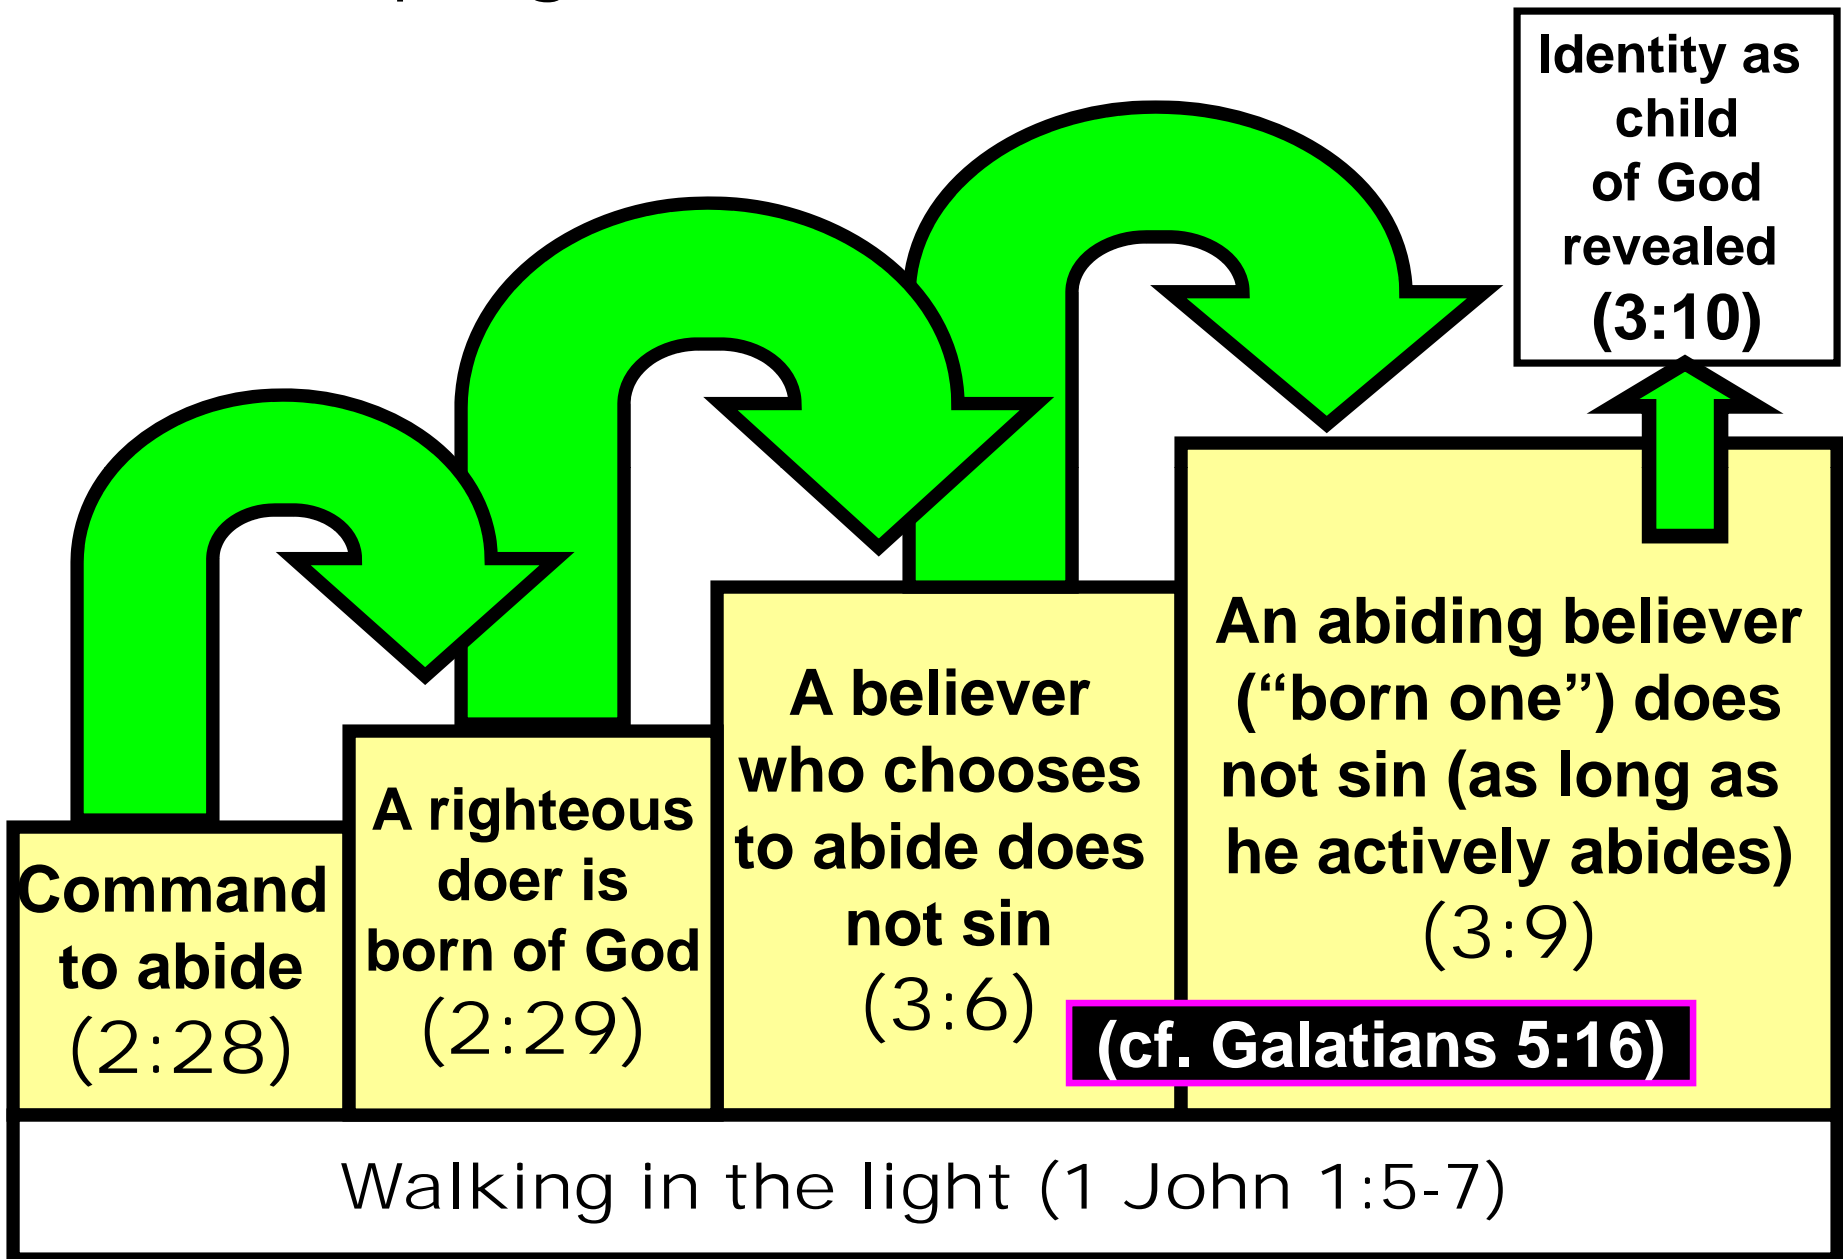 Identity as
child
of God
revealed
(3:10)
Command
to abide
(2:28)
A righteous
doer is
born of God
(2:29)
A believer
who chooses
to abide does
not sin
(3:6)
An abiding believer
(“born one”) does
not sin (as long as
he actively abides)
(3:9)
(cf. Galatians 5:16)
Walking in the light (1 John 1:5-7)